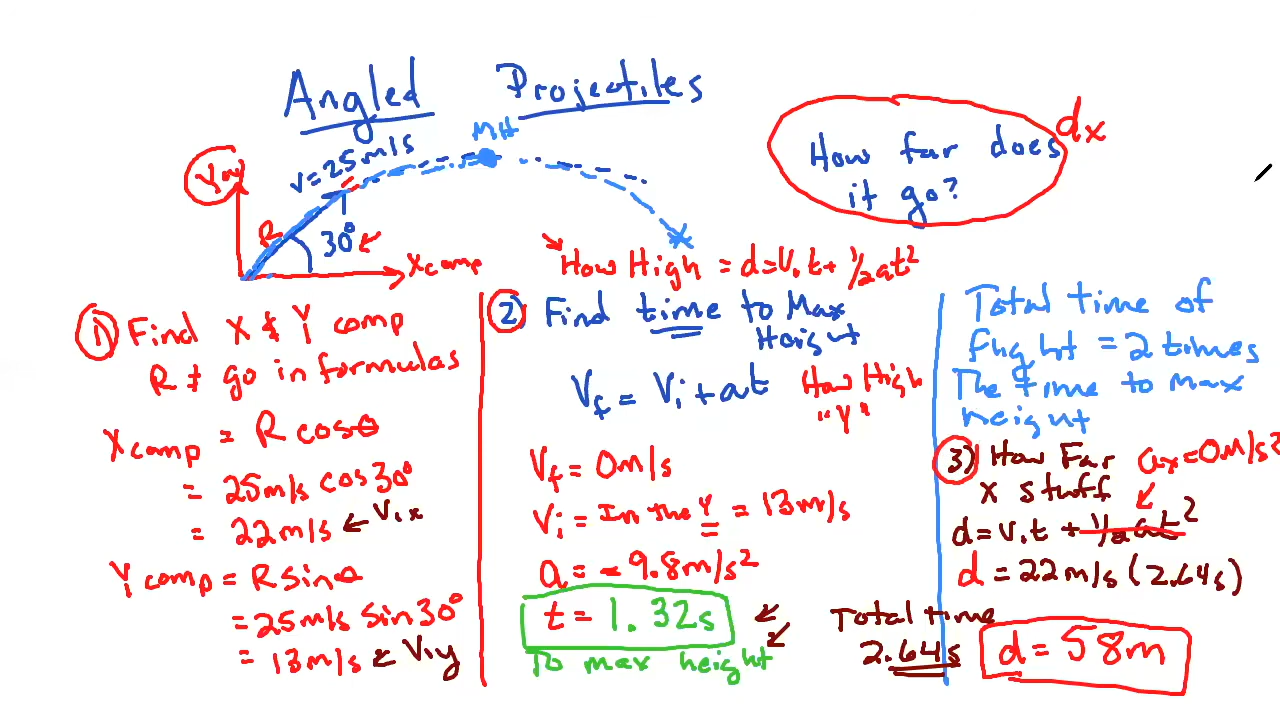 Angled Projectiles
MH
V = 25m/s
Ycomp
R
30°
Xcomp
How far does
it go?
dx
How High = d=V₁t+ 1/2at²
1) Find X & Y comp
R ≠ go in formulas
Xcomp = R cosθ
= 25m/s cos30°
= 22m/s ← V₁x
Ycomp = R sinθ
= 25m/s sin30°
= 13m/s ← V₁y
2) Find time to Max
Height
Vf = Vi + at
How High
"Y"
Vf = 0m/s
Vi = In the Y = 13m/s
a = -9.8m/s²
t = 1.32s
To max height
Total time
2.64s
Total time of
flight = 2 times
The time to max
height
3) How Far
x stuff
ax=0m/s²
d = V₁t + 1/2at²
d = 22m/s (2.64s)
d = 58m